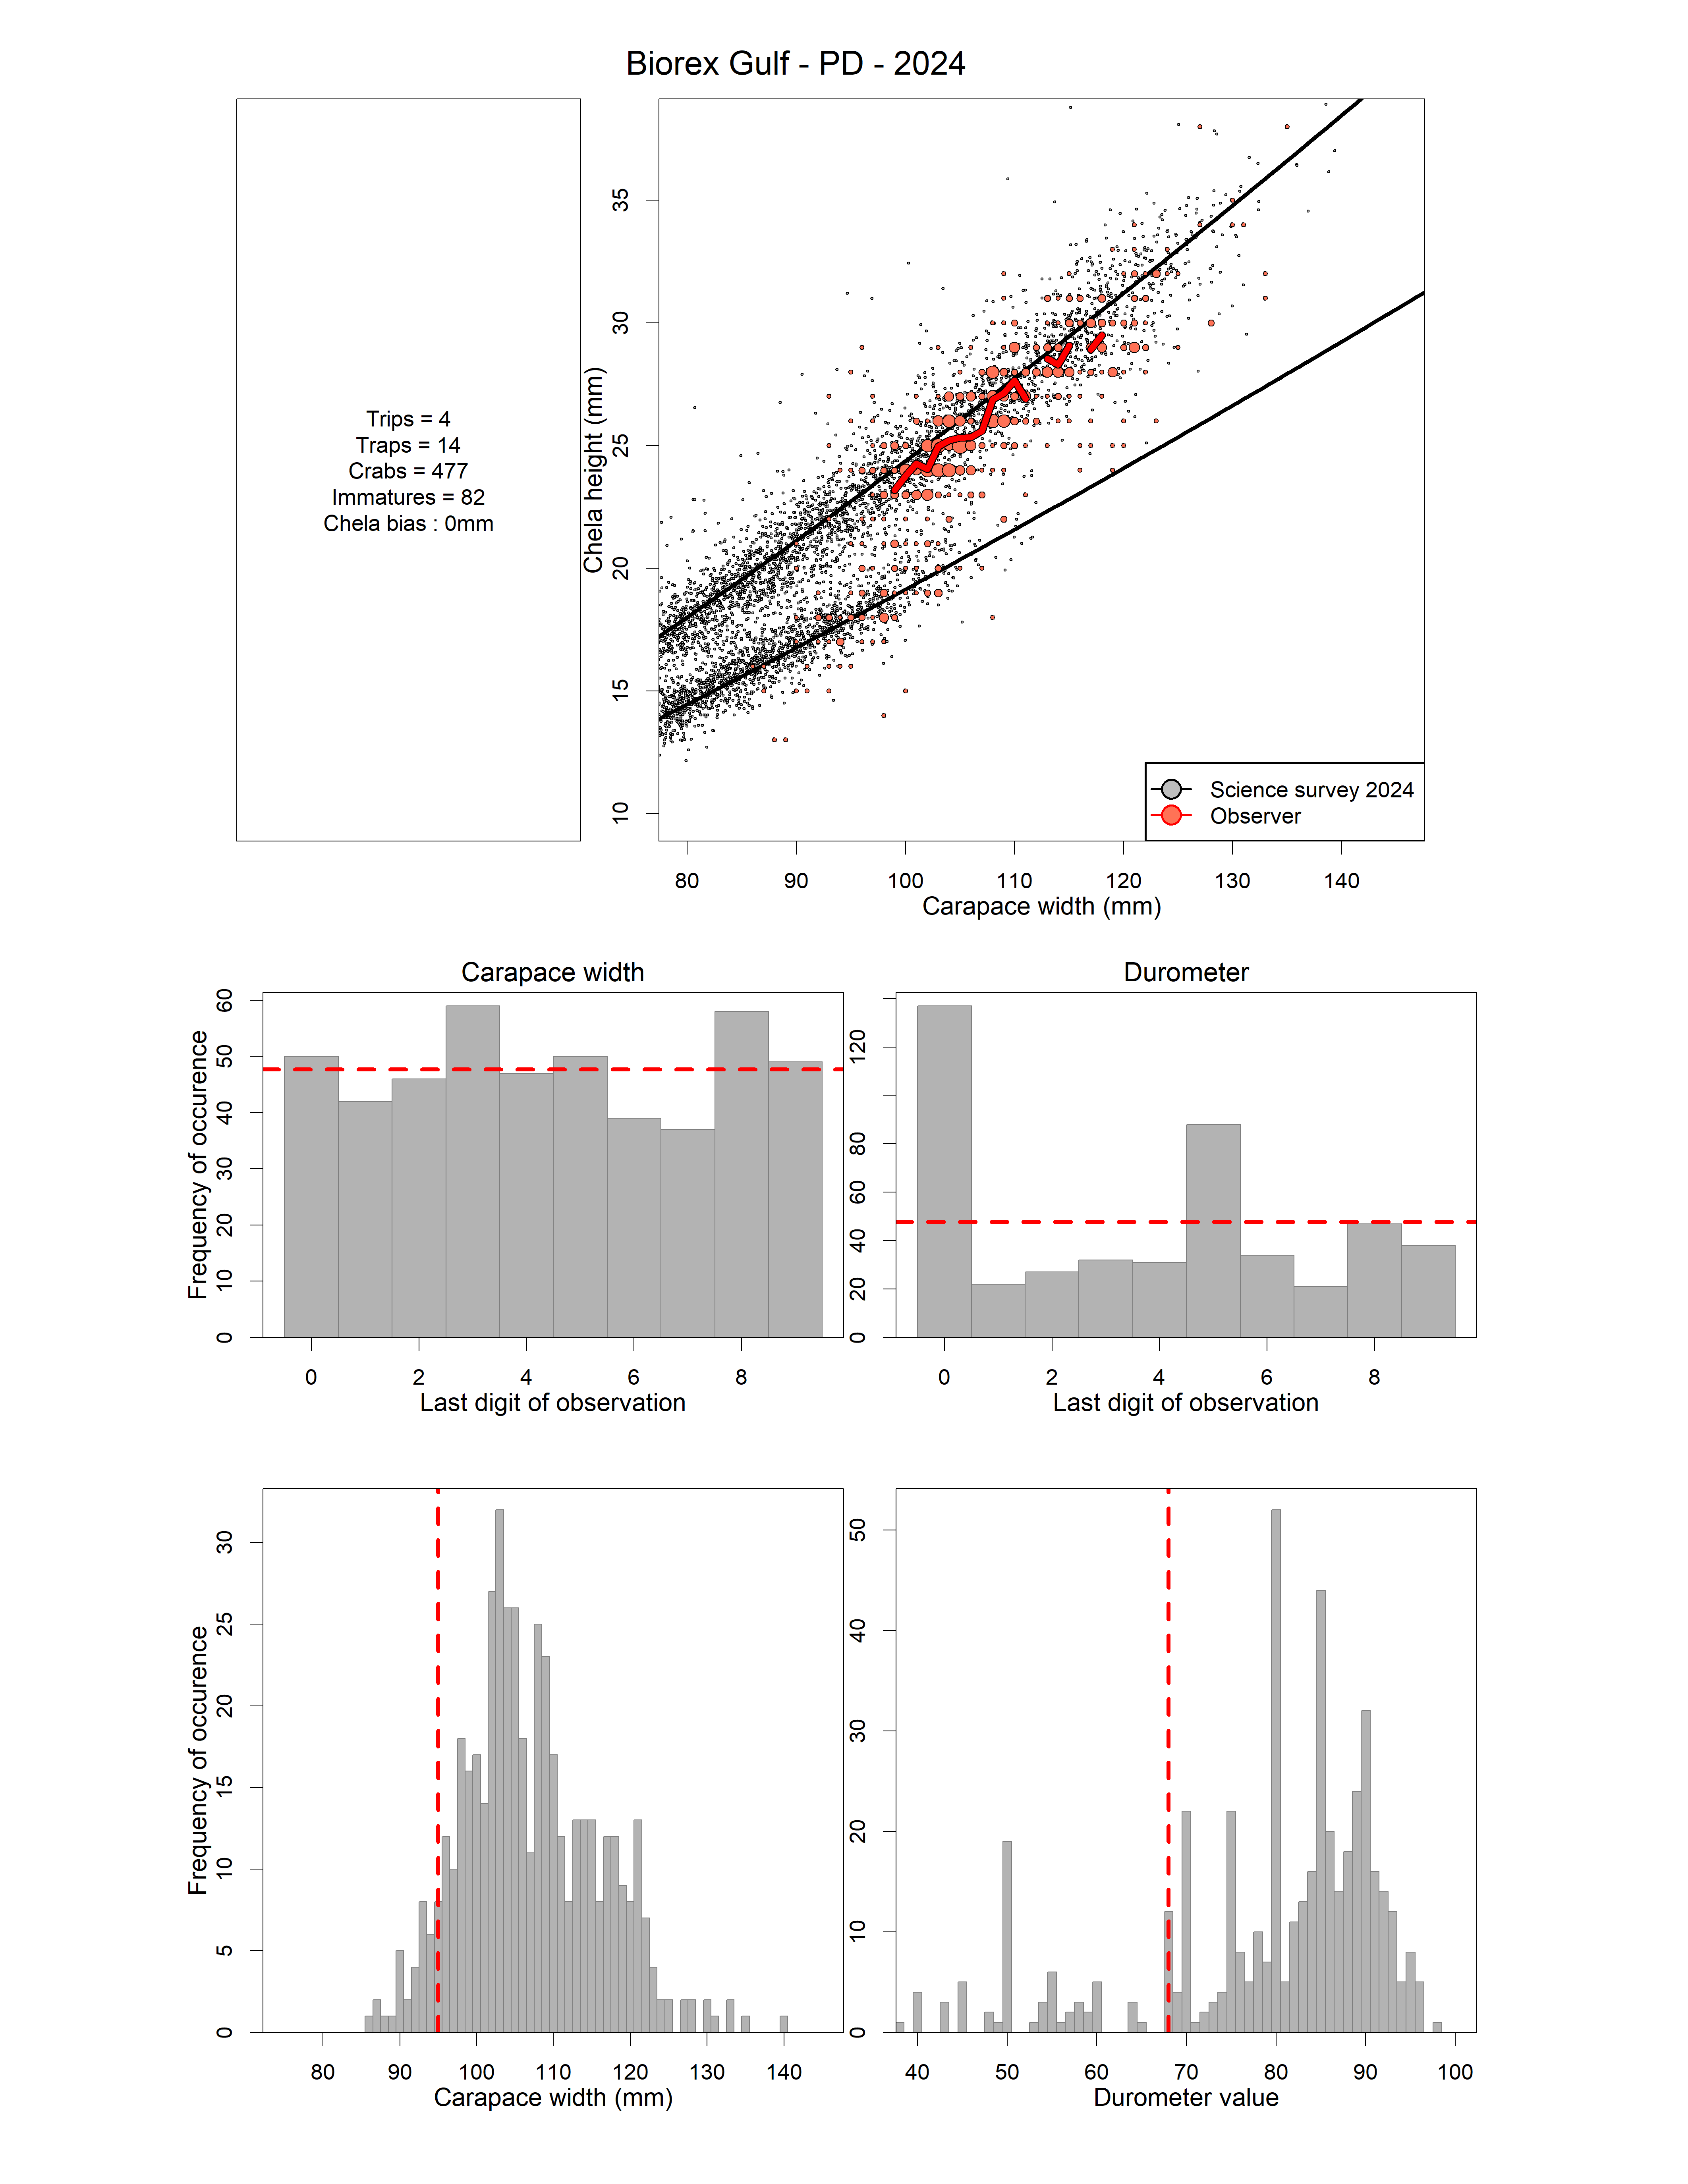 Biorex Gulf - PD - 2024
Trips = 4
Traps = 14
Crabs = 477
Immatures = 82
Chela bias : 0mm
Chela height (mm)
35
30
25
20
15
10
Science survey 2024
Observer
80 90 100 110 120 130 140
Carapace width (mm)
Carapace width
Frequency of occurence
60
50
40
30
20
10
0
0 2 4 6 8
Last digit of observation
Durometer
120
80
60
40
20
0
0 2 4 6 8
Last digit of observation
Frequency of occurence
30
25
20
15
10
5
0
80 90 100 110 120 130 140
Carapace width (mm)
50
40
30
20
10
0
40 50 60 70 80 90 100
Durometer value